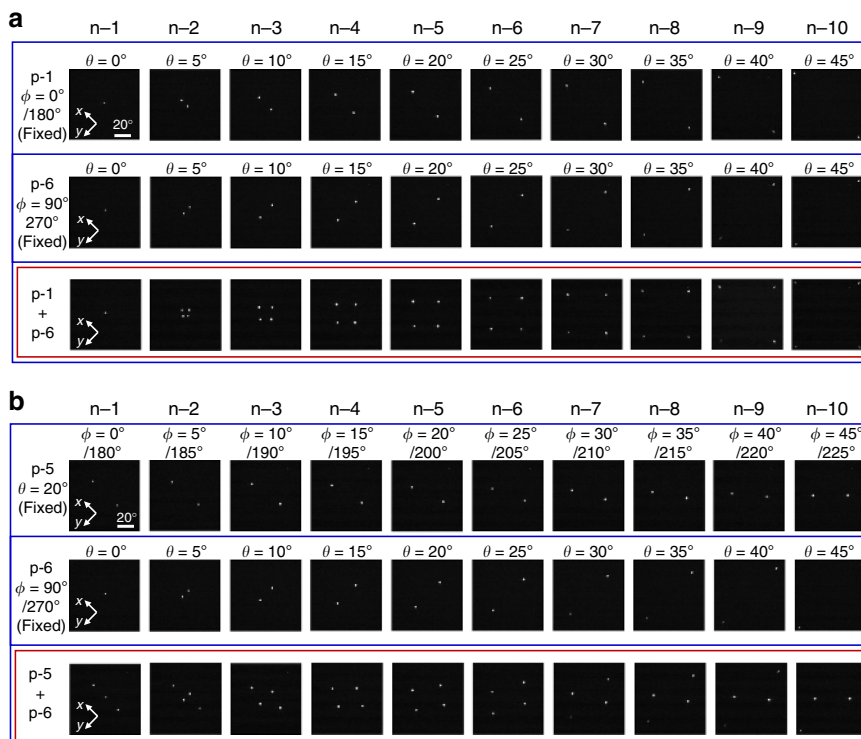 a
n–1 n–2 n–3 n–4 n–5 n–6 n–7 n–8 n–9 n–10
θ = 0° θ = 5° θ = 10° θ = 15° θ = 20° θ = 25° θ = 30° θ = 35° θ = 40° θ = 45°
p-1
ϕ = 0°
/180°
(Fixed)
x
y
20°
θ = 0° θ = 5° θ = 10° θ = 15° θ = 20° θ = 25° θ = 30° θ = 35° θ = 40° θ = 45°
p-6
ϕ = 90°
270°
(Fixed)
x
y
p-1
+
p-6
x
y
b
n–1 n–2 n–3 n–4 n–5 n–6 n–7 n–8 n–9 n–10
ϕ = 0° ϕ = 5° ϕ = 10° ϕ = 15° ϕ = 20° ϕ = 25° ϕ = 30° ϕ = 35° ϕ = 40° ϕ = 45°
/180° /185° /190° /195° /200° /205° /210° /215° /220° /225°
p-5
θ = 20°
(Fixed)
x
y
20°
θ = 0° θ = 5° θ = 10° θ = 15° θ = 20° θ = 25° θ = 30° θ = 35° θ = 40° θ = 45°
p-6
ϕ = 90°
/270°
(Fixed)
x
y
p-5
+
p-6
x
y